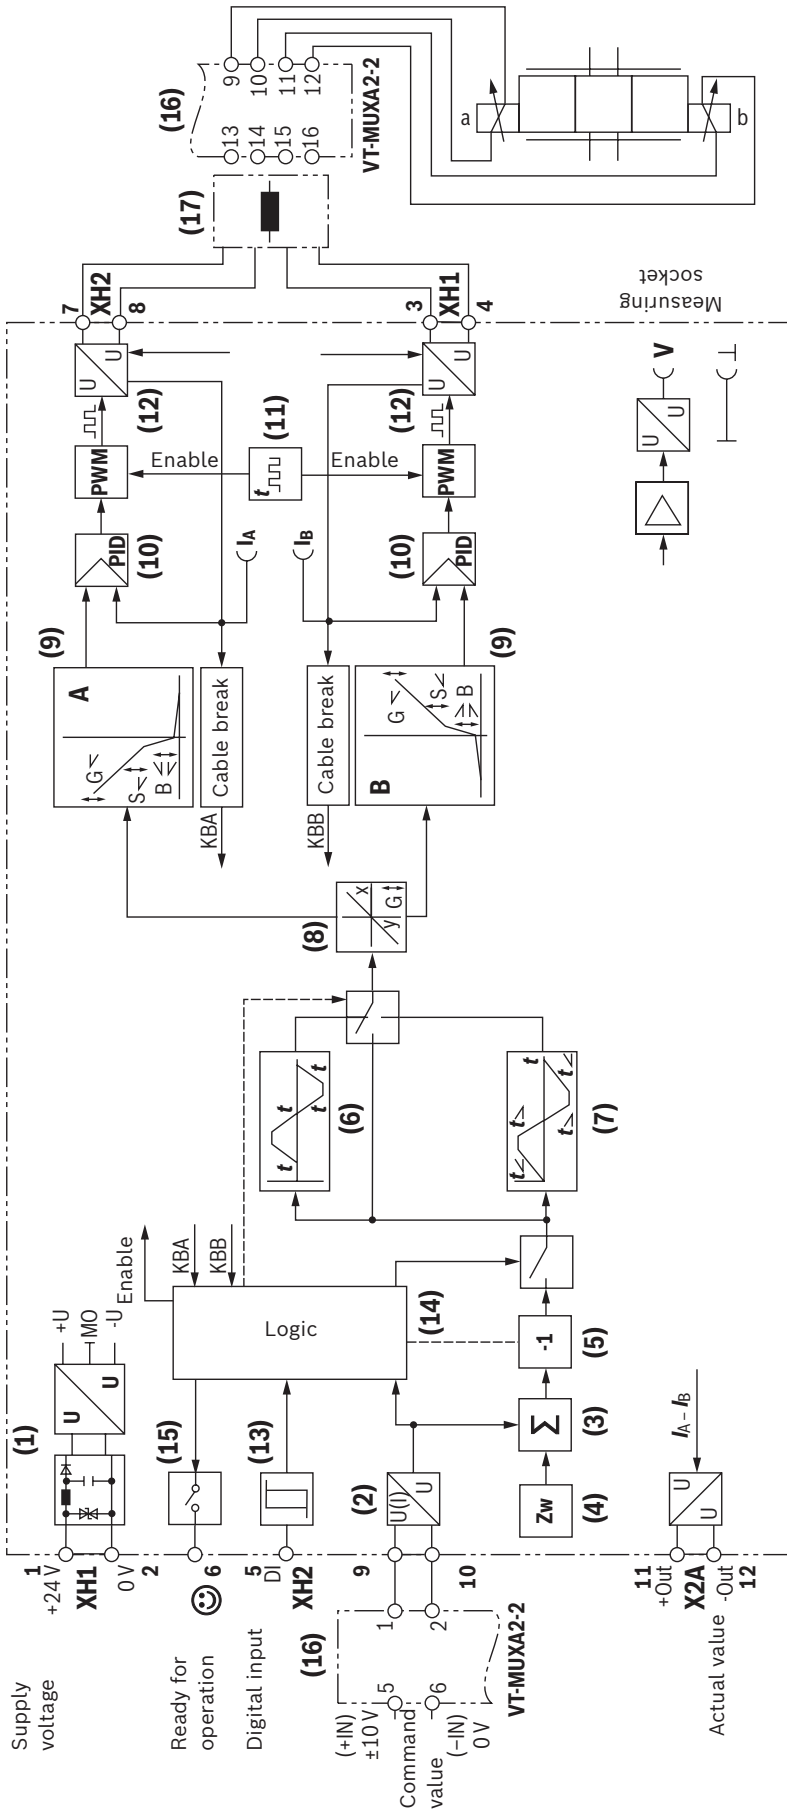 Supply
voltage
1
+24 V
XH1
0 V
2
(1)
U
U
+U
MO
-U
Ready for
operation
6
(15)
Enable
KBA
KBB
Digital input
5
DI
XH2
(13)
Logic
(14)
(+IN)
±10 V
Command
value
(–IN)
0 V
5
6
(16)
1
2
VT-MUXA2-2
9
10
(2)
U(I)
U
Zw
(4)
Σ
(3)
-1
(5)
t
t
t
t
(6)
t
t
t
t
t
(7)
(8)
x
y
G
(9)
A
G
S
B
Cable break
KBA
IA
Cable break
KBB
IB
B
G
S
B
(9)
PID
(10)
PWM
U
U
(12)
Enable
t
(11)
Enable
PID
(10)
PWM
U
U
(12)
7
XH2
8
3
XH1
4
(17)
(16)
13
14
15
16
9
10
11
12
VT-MUXA2-2
a
b
Actual value
11
+Out
X2A
-Out
12
U
U
IA – IB
U
U
V
⊥
Measuring
socket